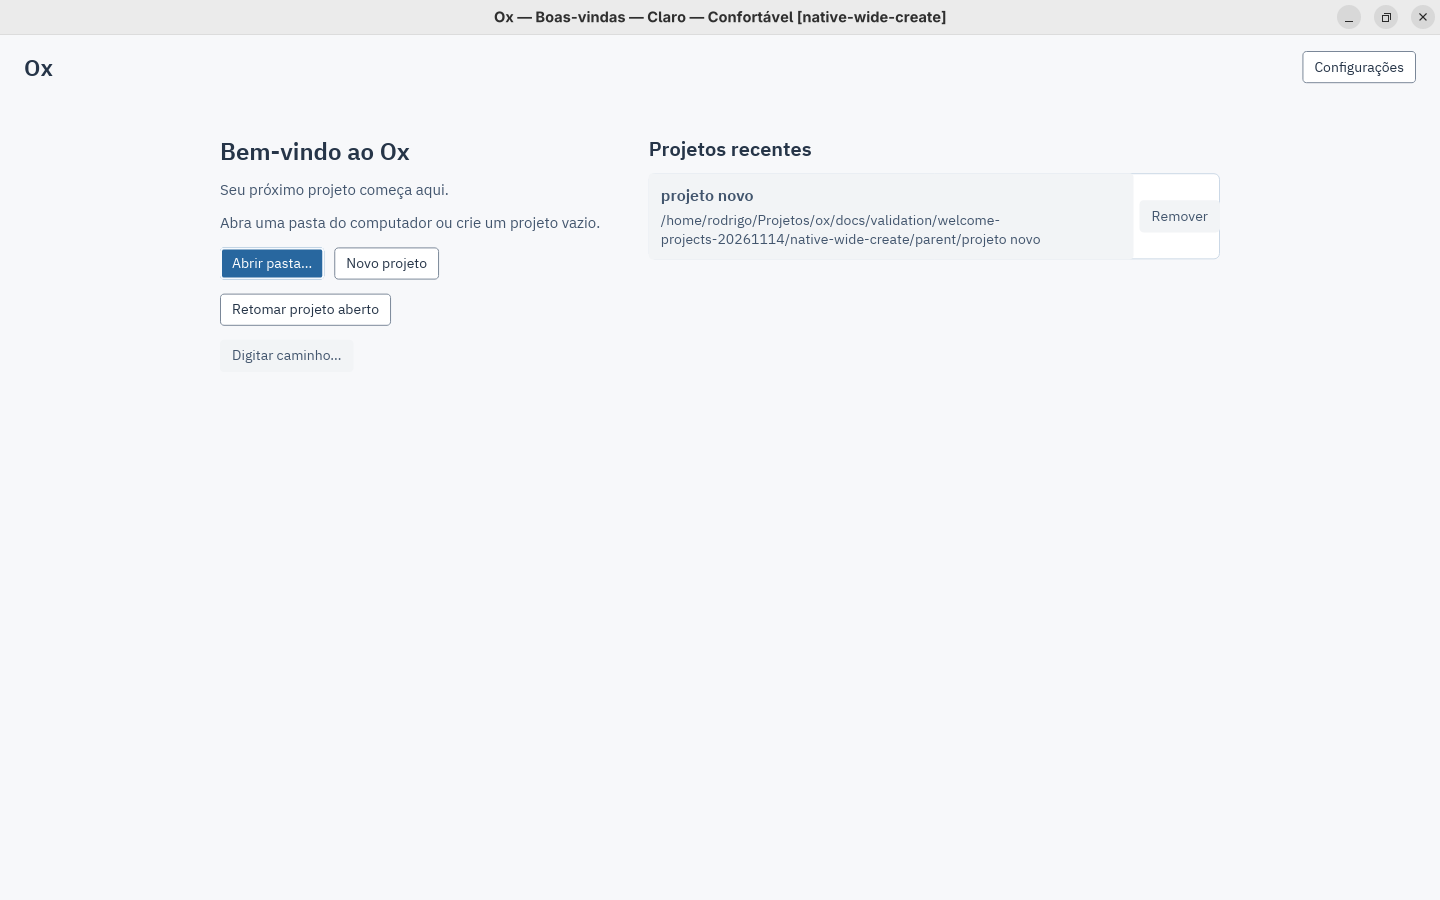 Ox — Boas-vindas — Claro — Confortável [native-wide-create]
Ox
Configurações
Bem-vindo ao Ox
Seu próximo projeto começa aqui.
Abra uma pasta do computador ou crie um projeto vazio.
Abrir pasta...
Novo projeto
Retomar projeto aberto
Digitar caminho...
Projetos recentes
projeto novo
/home/rodrigo/Projetos/ox/docs/validation/welcome-
projects-20261114/native-wide-create/parent/projeto novo
Remover